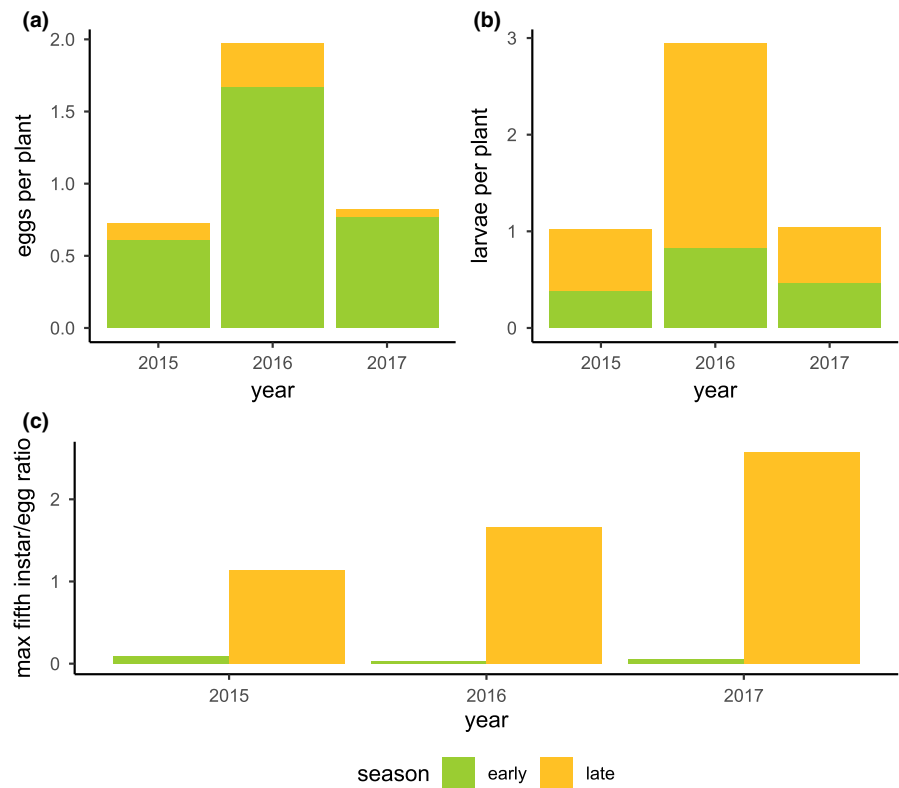 (a)
eggs per plant
2.0
1.5
1.0
0.5
0.0
2015 2016 2017
year
(b)
larvae per plant
3
2
1
0
2015 2016 2017
year
(c)
max fifth instar/egg ratio
2
1
0
2015 2016 2017
year
season early late